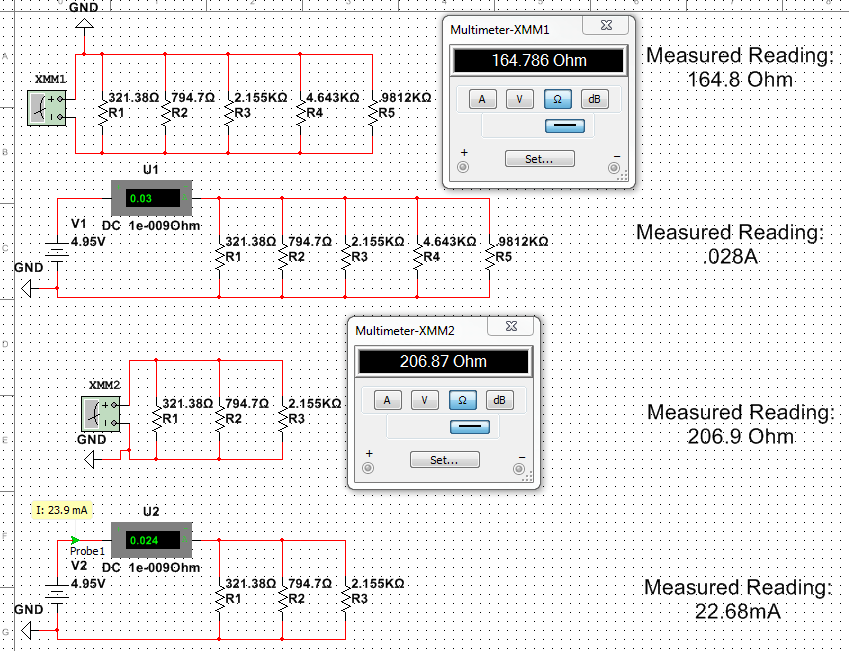 GND
XMM1
321.38Ω
R1
794.7Ω
R2
2.155KΩ
R3
4.643KΩ
R4
.9812KΩ
R5
Multimeter-XMM1
164.786 Ohm
A V Ω dB
+ Set... -
Measured Reading:
164.8 Ohm
U1
0.03
DC 1e-009Ohm
V1
4.95V
GND
321.38Ω
R1
794.7Ω
R2
2.155KΩ
R3
4.643KΩ
R4
.9812KΩ
R5
Measured Reading:
.028A
XMM2
GND
321.38Ω
R1
794.7Ω
R2
2.155KΩ
R3
Multimeter-XMM2
206.87 Ohm
A V Ω dB
+ Set... -
Measured Reading:
206.9 Ohm
I: 23.9 mA
U2
0.024
Probe1
DC 1e-009Ohm
V2
4.95V
GND
321.38Ω
R1
794.7Ω
R2
2.155KΩ
R3
Measured Reading:
22.68mA
A
B
C
D
E
F
G